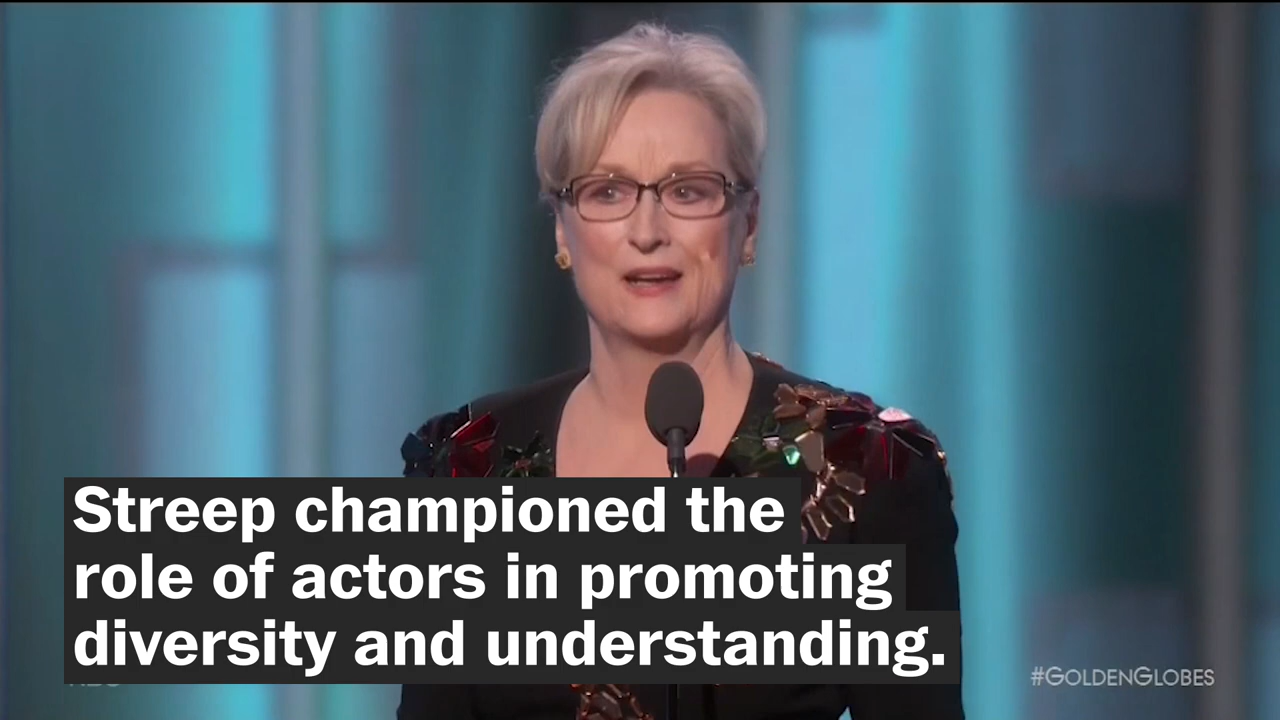 Streep championed the
role of actors in promoting
diversity and understanding.
#GOLDENGLOBES